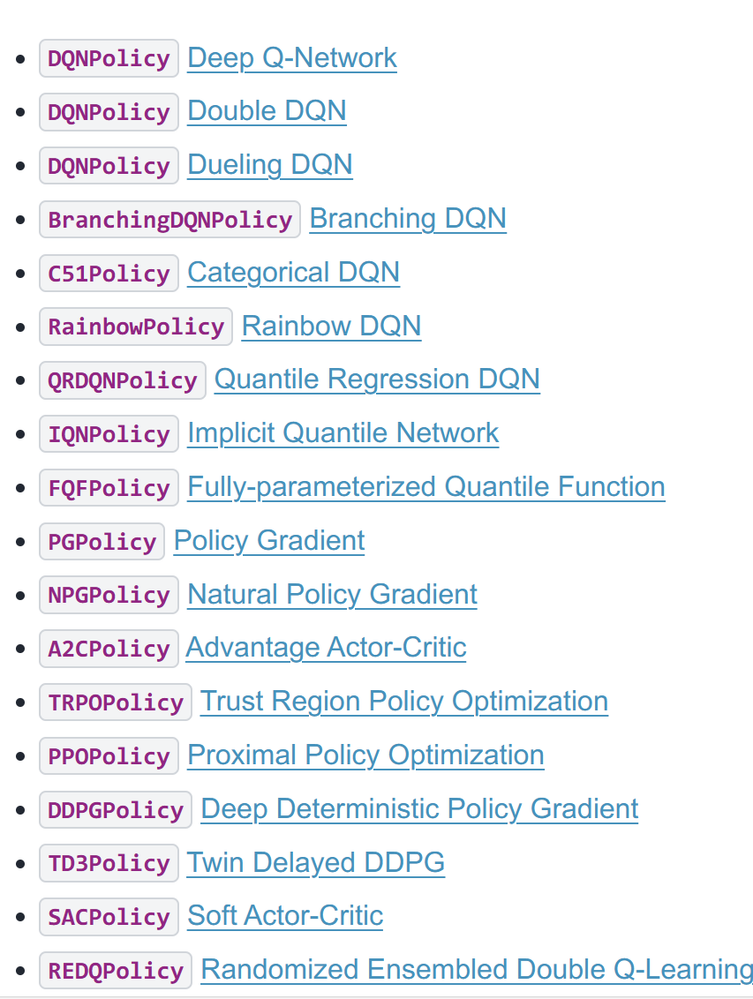 DQNPolicy Deep Q-Network
DQNPolicy Double DQN
DQNPolicy Dueling DQN
BranchingDQNPolicy Branching DQN
C51Policy Categorical DQN
RainbowPolicy Rainbow DQN
QRDQNPolicy Quantile Regression DQN
IQNPolicy Implicit Quantile Network
FQFPolicy Fully-parameterized Quantile Function
PGPolicy Policy Gradient
NPGPolicy Natural Policy Gradient
A2CPolicy Advantage Actor-Critic
TRPOPolicy Trust Region Policy Optimization
PPOPolicy Proximal Policy Optimization
DDPGPolicy Deep Deterministic Policy Gradient
TD3Policy Twin Delayed DDPG
SACPolicy Soft Actor-Critic
REDQPolicy Randomized Ensembled Double Q-Learning